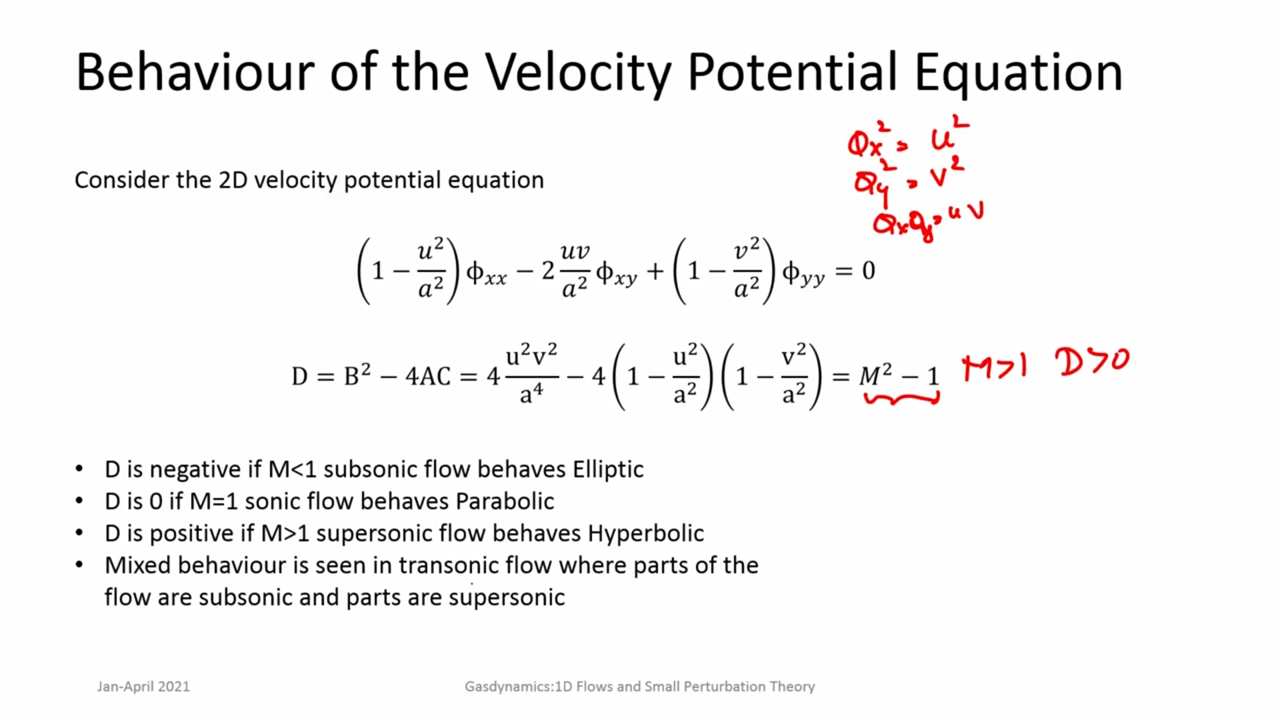 Behaviour of the Velocity Potential Equation
Φx² = u²
Φy² = v²
ΦxΦy = uv
Consider the 2D velocity potential equation
(1 − u²/a²) ϕxx − 2 uv/a² ϕxy + (1 − v²/a²) ϕyy = 0
D = B² − 4AC = 4 u²v²/a⁴ − 4 (1 − u²/a²) (1 − v²/a²) = M² − 1 M>1 D>0
• D is negative if M<1 subsonic flow behaves Elliptic
• D is 0 if M=1 sonic flow behaves Parabolic
• D is positive if M>1 supersonic flow behaves Hyperbolic
• Mixed behaviour is seen in transonic flow where parts of the
flow are subsonic and parts are supersonic
Jan-April 2021 Gasdynamics:1D Flows and Small Perturbation Theory